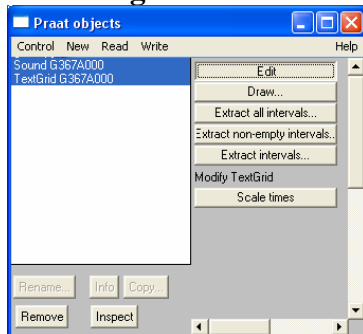 Praat objects
Control New Read Write Help
Sound G367A000
TextGrid G367A000
Edit
Draw...
Extract all intervals...
Extract non-empty intervals..
Extract intervals...
Modify TextGrid
Scale times
Rename... Info Copy...
Remove Inspect